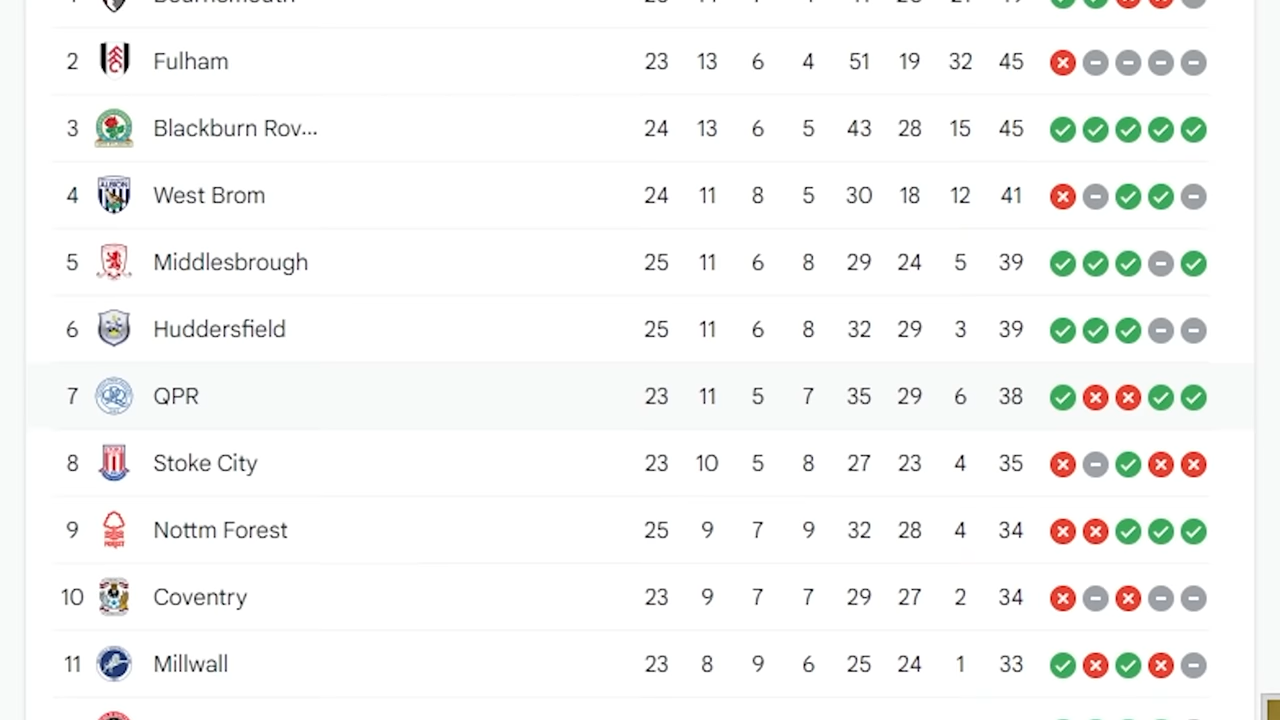 Bournemouth
2 Fulham 23 13 6 4 51 19 32 45
3 Blackburn Rov... 24 13 6 5 43 28 15 45
4 West Brom 24 11 8 5 30 18 12 41
5 Middlesbrough 25 11 6 8 29 24 5 39
6 Huddersfield 25 11 6 8 32 29 3 39
7 QPR 23 11 5 7 35 29 6 38
8 Stoke City 23 10 5 8 27 23 4 35
9 Nottm Forest 25 9 7 9 32 28 4 34
10 Coventry 23 9 7 7 29 27 2 34
11 Millwall 23 8 9 6 25 24 1 33